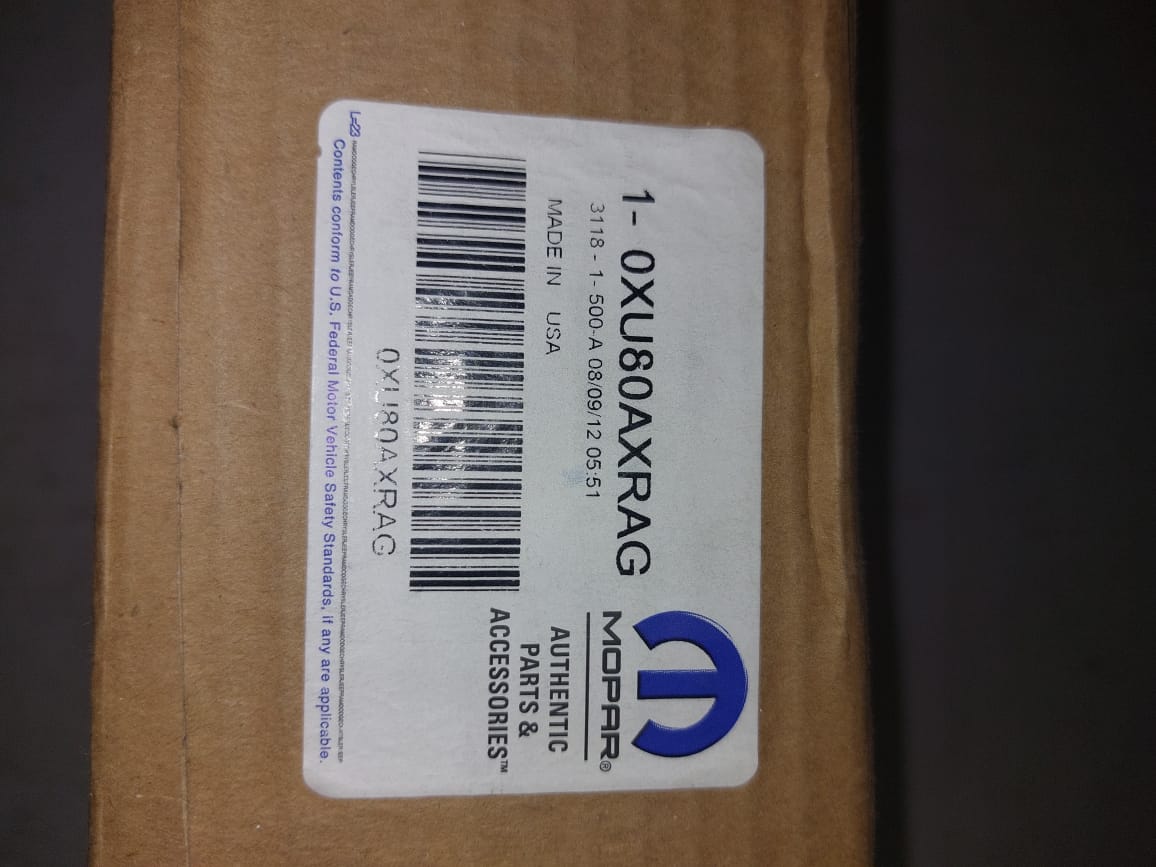 1- 0XU80AXRAG
3118 - 1- 500-A 08/09/12 05:51
MADE IN USA
0XU80AXRAG
MOPAR®
AUTHENTIC
PARTS &
ACCESSORIES™
L=23
Contents conform to U.S. Federal Motor Vehicle Safety Standards, if any are applicable.